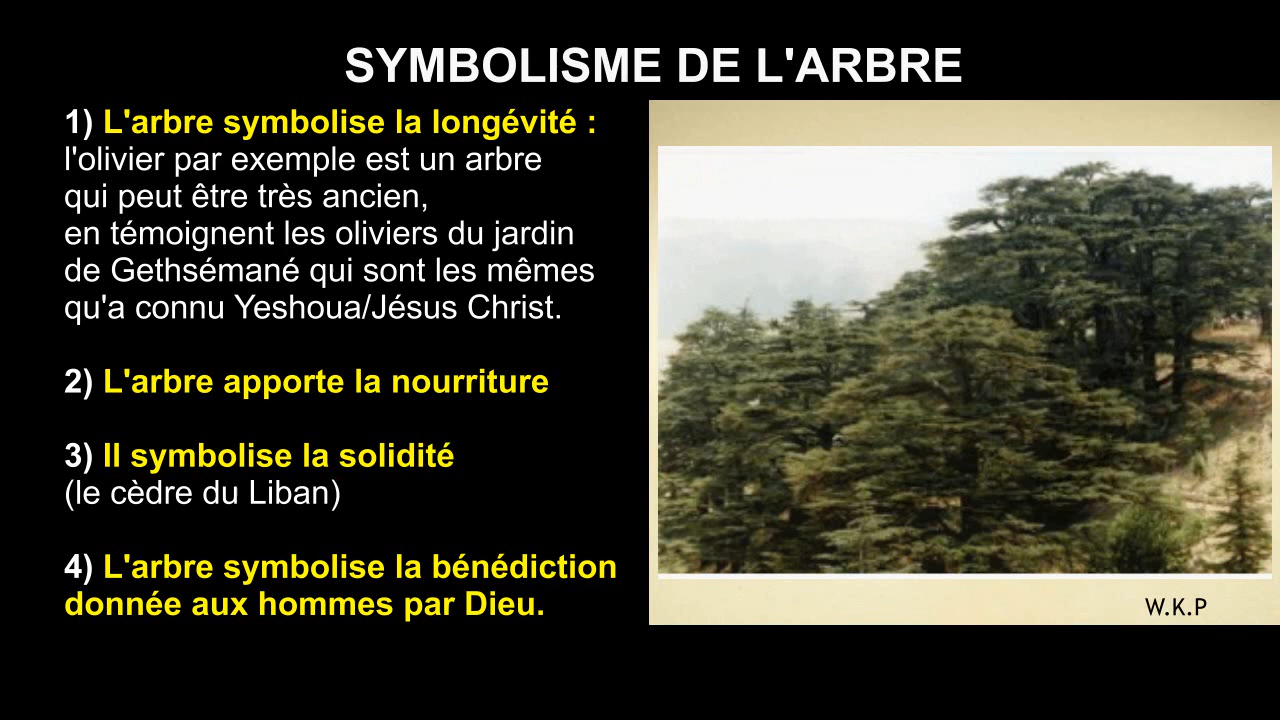 SYMBOLISME DE L'ARBRE
1) L'arbre symbolise la longévité :
l'olivier par exemple est un arbre
qui peut être très ancien,
en témoignent les oliviers du jardin
de Gethsémané qui sont les mêmes
qu'a connu Yeshoua/Jésus Christ.
2) L'arbre apporte la nourriture
3) Il symbolise la solidité
(le cèdre du Liban)
4) L'arbre symbolise la bénédiction
donnée aux hommes par Dieu.
W.K.P